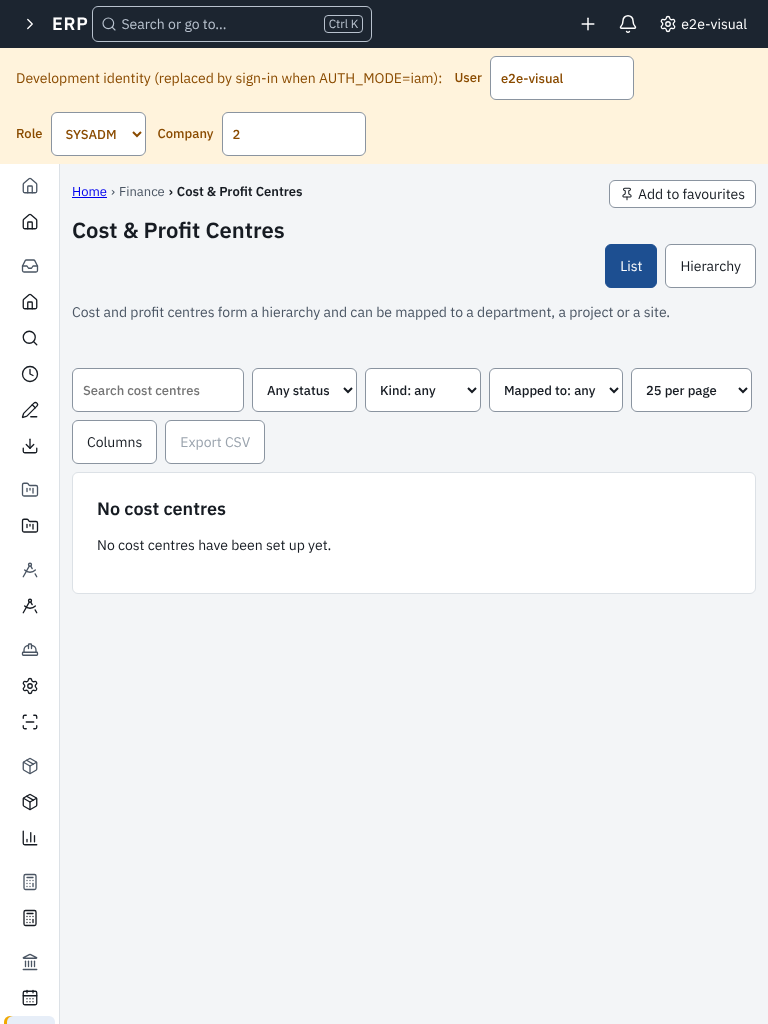 ERP Search or go to... Ctrl K e2e-visual
Development identity (replaced by sign-in when AUTH_MODE=iam): User e2e-visual
Role SYSADM Company 2
Home › Finance › Cost & Profit Centres
Add to favourites
Cost & Profit Centres
List Hierarchy
Cost and profit centres form a hierarchy and can be mapped to a department, a project or a site.
Search cost centres Any status Kind: any Mapped to: any 25 per page
Columns Export CSV
No cost centres
No cost centres have been set up yet.